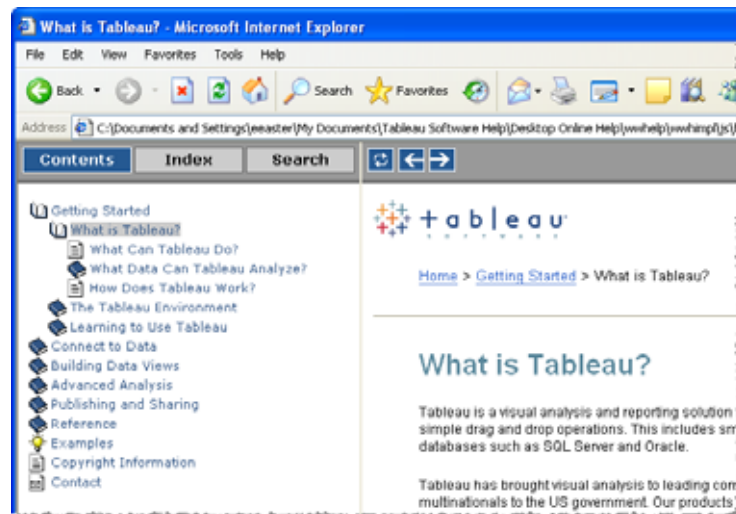 What is Tableau? - Microsoft Internet Explorer
File Edit View Favorites Tools Help
Back Search Favorites
Address C:\Documents and Settings\jeeaster\My Documents\Tableau Software Help\Desktop Online Help\wwhelp\wwhimpl\js\
Contents Index Search
Getting Started
What is Tableau?
What Can Tableau Do?
What Data Can Tableau Analyze?
How Does Tableau Work?
The Tableau Environment
Learning to Use Tableau
Connect to Data
Building Data Views
Advanced Analysis
Publishing and Sharing
Reference
Examples
Copyright Information
Contact
tableau
Home > Getting Started > What is Tableau?
What is Tableau?
Tableau is a visual analysis and reporting solution
simple drag and drop operations. This includes sm
databases such as SQL Server and Oracle.
Tableau has brought visual analysis to leading com
multinationals to the US government. Our products